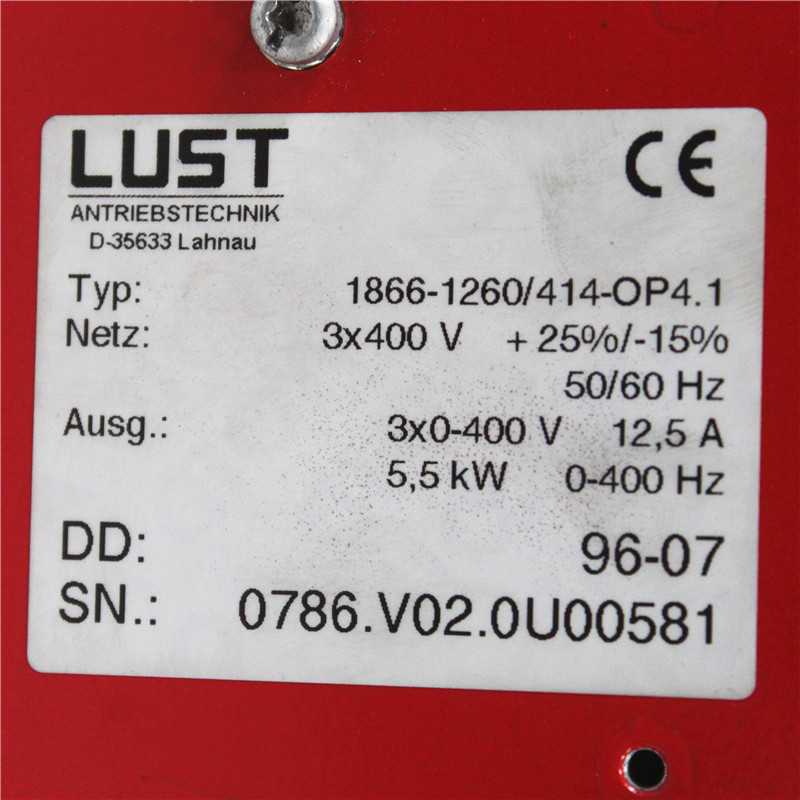 LUST CE
ANTRIEBSTECHNIK
D-35633 Lahnau
Typ: 1866-1260/414-OP4.1
Netz: 3x400 V + 25%/-15%
50/60 Hz
Ausg.: 3x0-400 V 12,5 A
5,5 kW 0-400 Hz
DD: 96-07
SN.: 0786.V02.0U00581